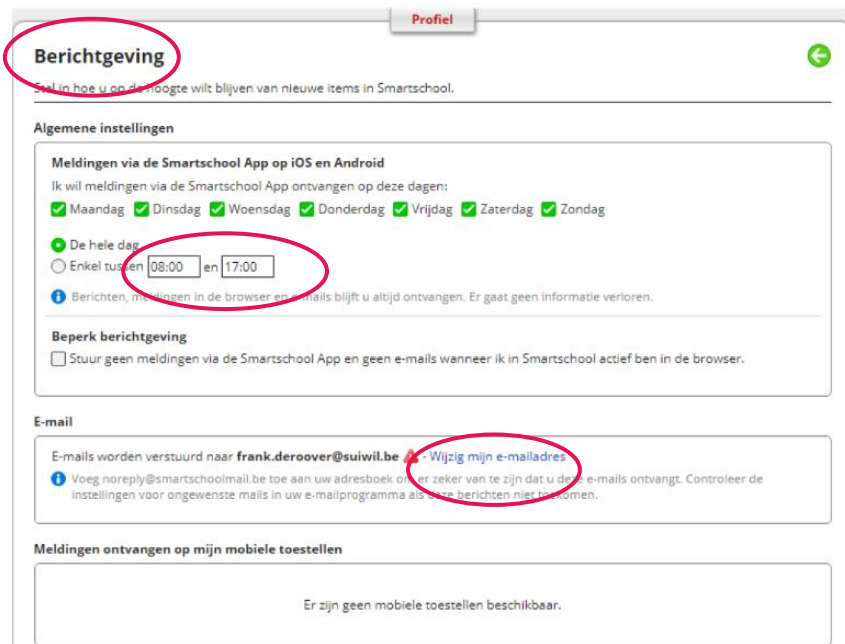 Profiel
Berichtgeving
Stel in hoe u op de hoogte wilt blijven van nieuwe items in Smartschool.
Algemene instellingen
Meldingen via de Smartschool App op iOS en Android
Ik wil meldingen via de Smartschool App ontvangen op deze dagen:
Maandag Dinsdag Woensdag Donderdag Vrijdag Zaterdag Zondag
De hele dag
Enkel tussen 08:00 en 17:00
Berichten, meldingen in de browser en e-mails blijft u altijd ontvangen. Er gaat geen informatie verloren.
Beperk berichtgeving
Stuur geen meldingen via de Smartschool App en geen e-mails wanneer ik in Smartschool actief ben in de browser.
E-mail
E-mails worden verstuurd naar frank.deroover@suiwil.be - Wijzig mijn e-mailadres
Voeg noreply@smartschoolmail.be toe aan uw adresboek om er zeker van te zijn dat u deze e-mails ontvangt. Controleer de
instellingen voor ongewenste mails in uw e-mailprogramma als deze berichten niet toekomen.
Meldingen ontvangen op mijn mobiele toestellen
Er zijn geen mobiele toestellen beschikbaar.